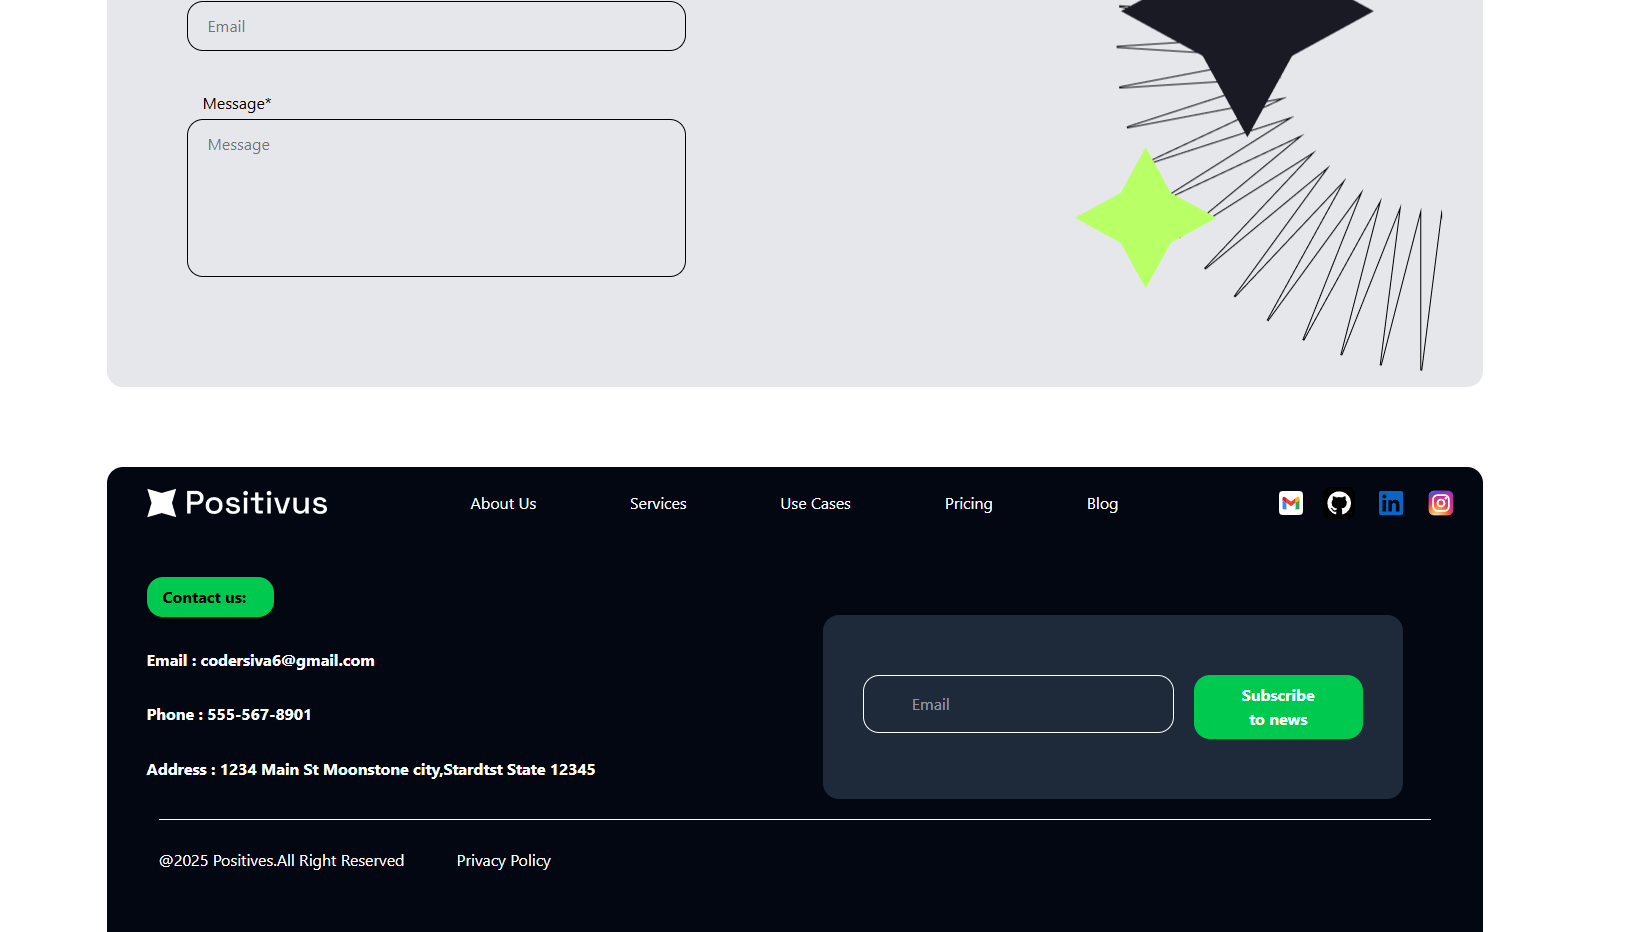 Email
Message*
Message
Positivus
About Us
Services
Use Cases
Pricing
Blog
in
Contact us:
Email : codersiva6@gmail.com
Phone : 555-567-8901
Address : 1234 Main St Moonstone city,Stardtst State 12345
Email
Subscribe
to news
@2025 Positives.All Right Reserved
Privacy Policy